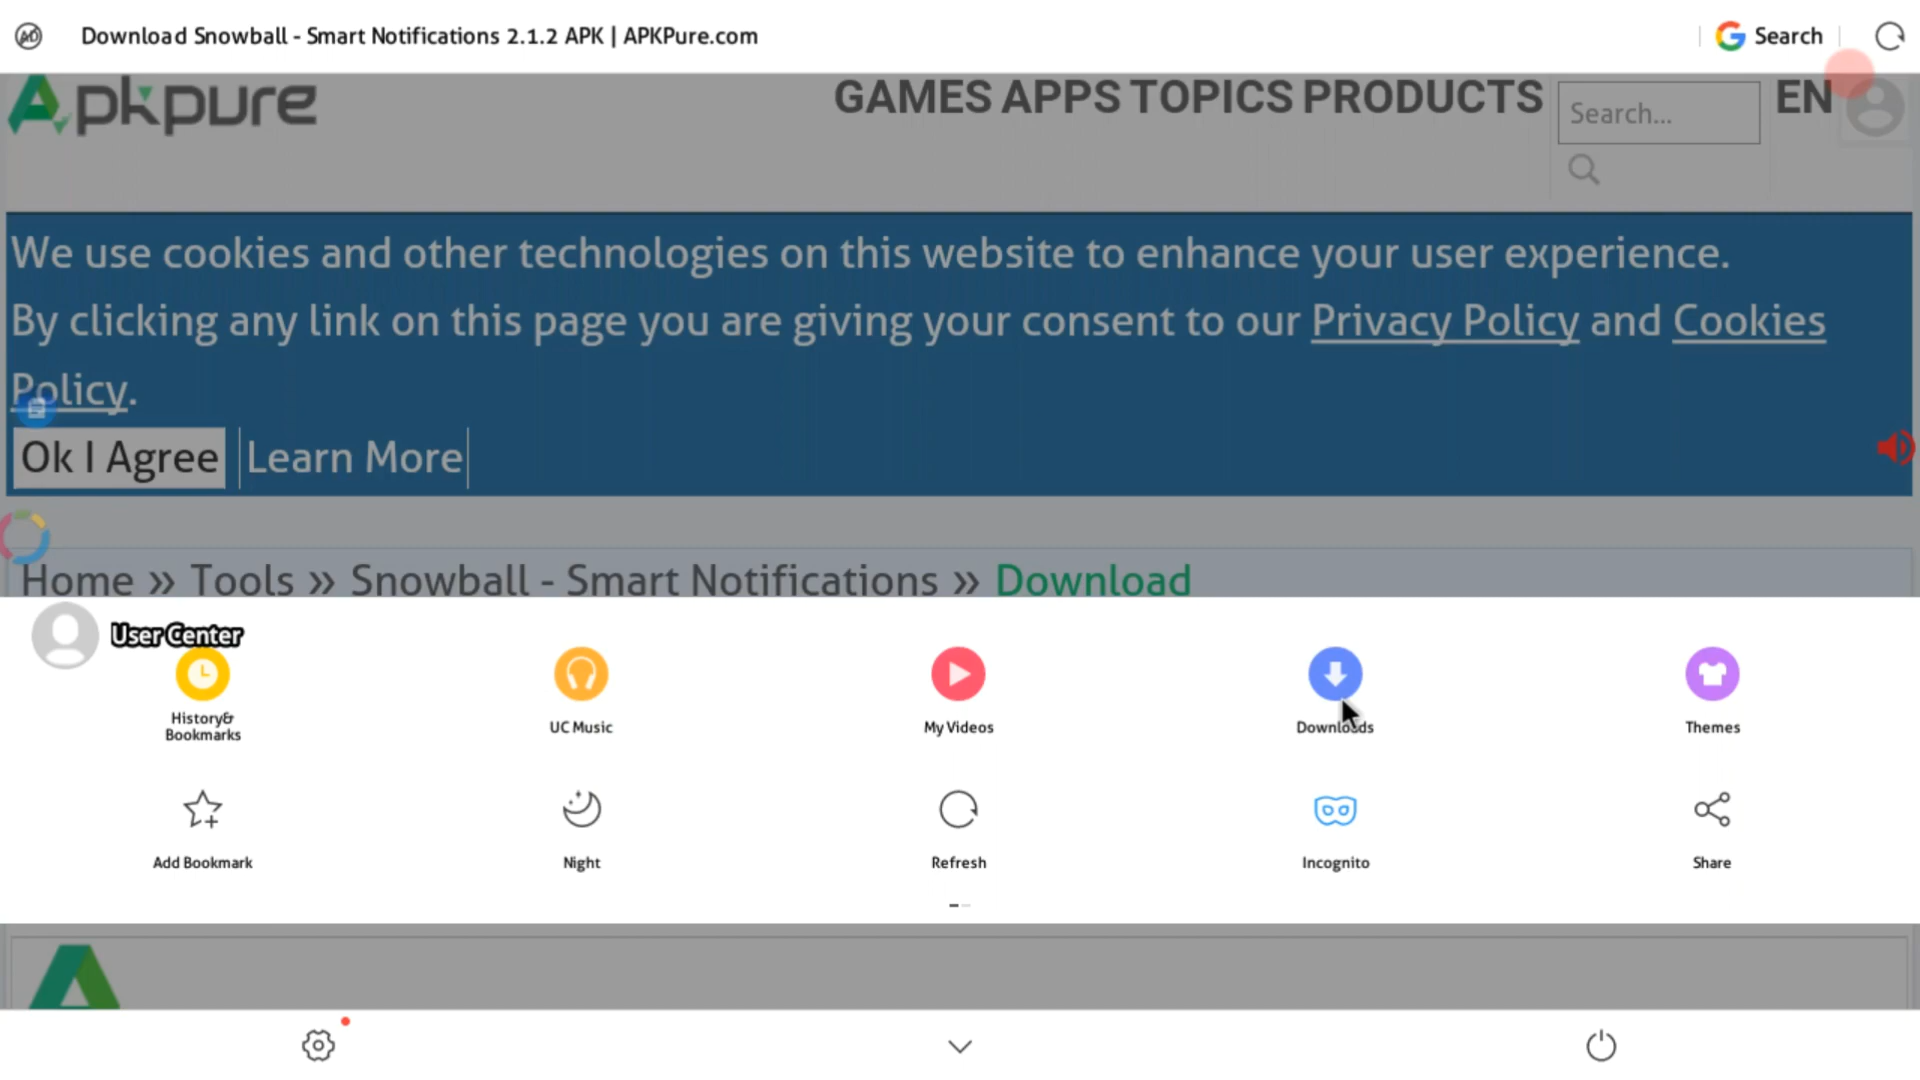 Download Snowball - Smart Notifications 2.1.2 APK | APKPure.com
Search
Apkpure
GAMES APPS TOPICS PRODUCTS
Search...
EN
We use cookies and other technologies on this website to enhance your user experience.
By clicking any link on this page you are giving your consent to our Privacy Policy and Cookies
Policy.
Ok I Agree
Learn More
Home » Tools » Snowball - Smart Notifications » Download
User Center
History&
Bookmarks
UC Music
My Videos
Downloads
Themes
Add Bookmark
Night
Refresh
Incognito
Share